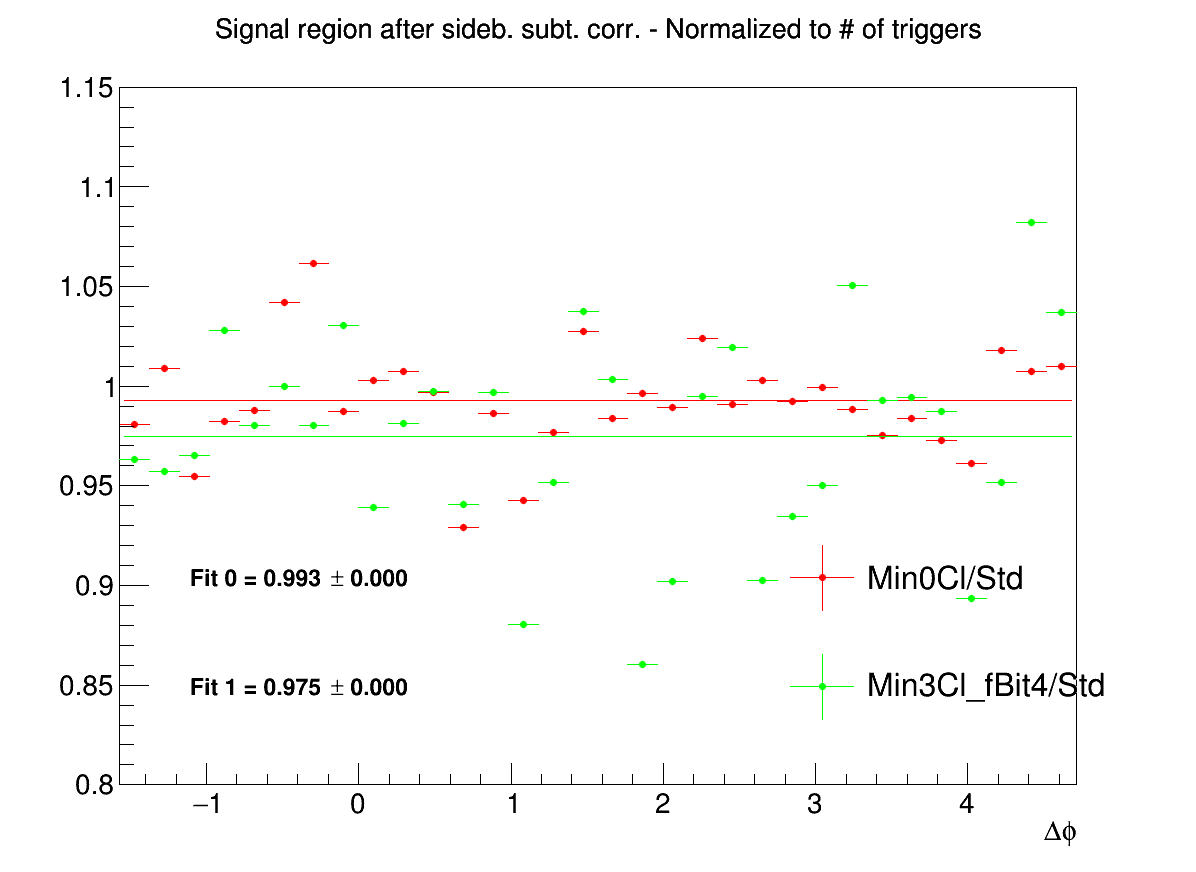 Signal region after sideb. subt. corr. - Normalized to # of triggers
1.15
1.1
1.05
1
0.95
0.9
0.85
0.8
Fit 0 = 0.993 ± 0.000
Min0Cl/Std
Fit 1 = 0.975 ± 0.000
Min3Cl_fBit4/Std
−1 0 1 2 3 4
Δϕ